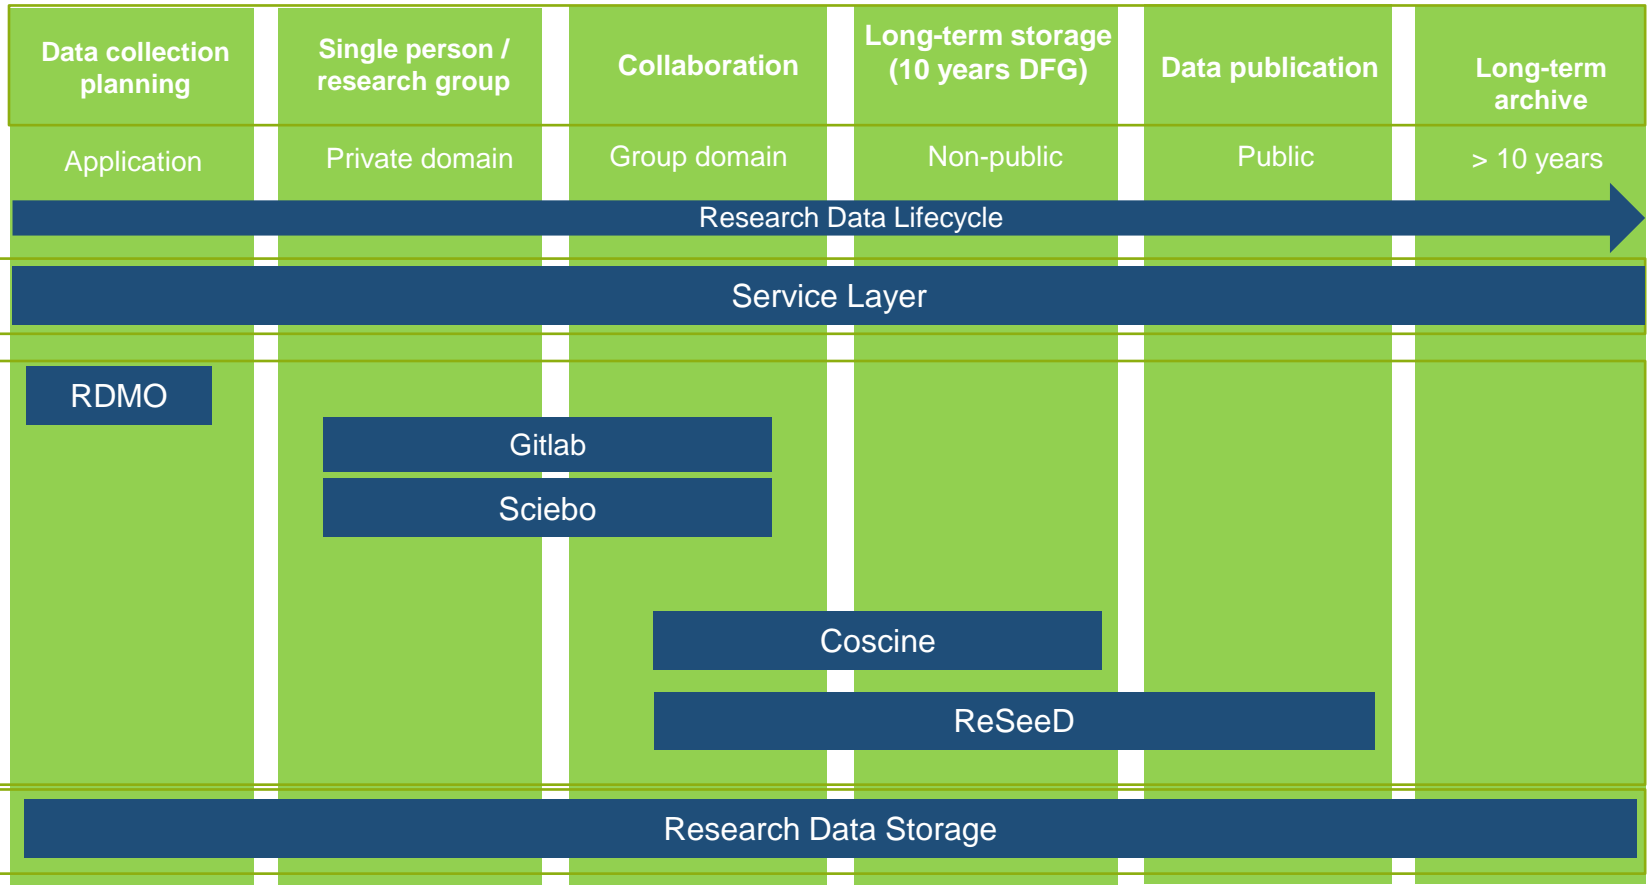 Data collection
planning
Single person /
research group
Collaboration
Long-term storage
(10 years DFG)
Data publication
Long-term
archive
Application
Private domain
Group domain
Non-public
Public
> 10 years
Research Data Lifecycle
Service Layer
RDMO
Gitlab
Sciebo
Coscine
ReSeeD
Research Data Storage